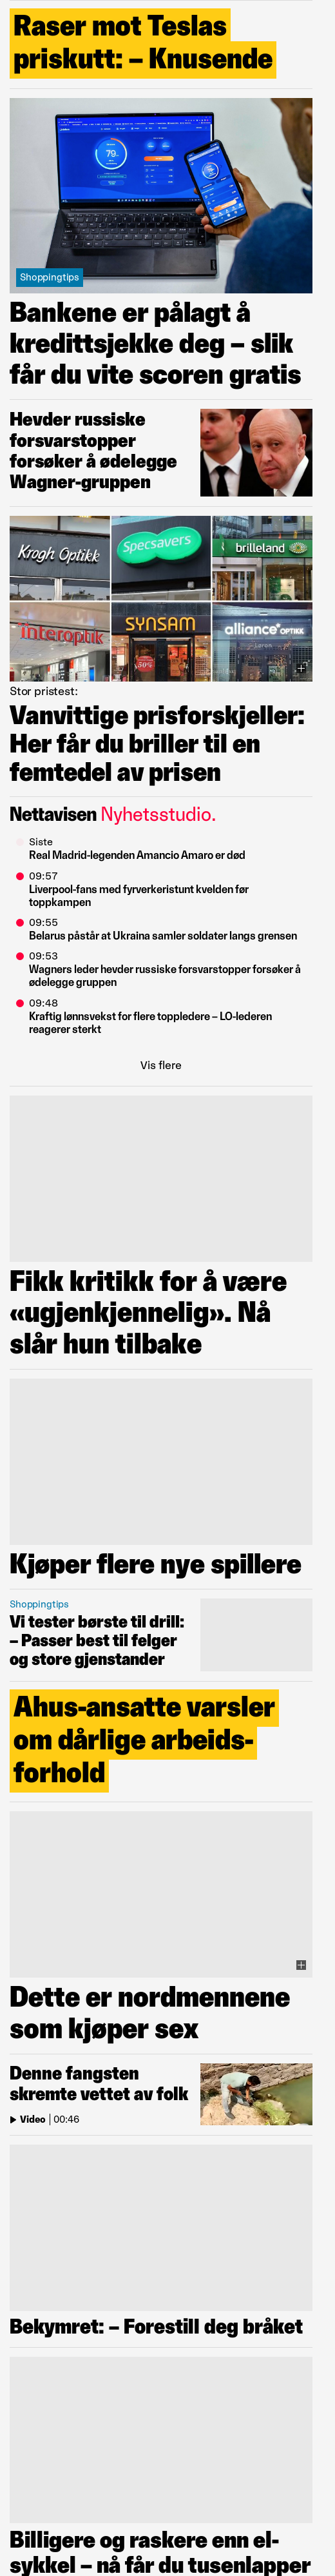 Raser mot Teslas
priskutt: – Knusende
79
Shoppingtips
Bankene er pålagt å
kredittsjekke deg – slik
får du vite scoren gratis
Hevder russiske
forsvarstopper
forsøker å ødelegge
Wagner-gruppen
Krogh Optikk
Specsavers
brilleland
interoptik
SYNSAM
50%
alliance OPTIKK
Stor pristest:
Vanvittige prisforskjeller:
Her får du briller til en
femtedel av prisen
Nettavisen Nyhetsstudio.
Siste
Real Madrid-legenden Amancio Amaro er død
09:57
Liverpool-fans med fyrverkeristunt kvelden før
toppkampen
09:55
Belarus påstår at Ukraina samler soldater langs grensen
09:53
Wagners leder hevder russiske forsvarstopper forsøker å
ødelegge gruppen
09:48
Kraftig lønnsvekst for flere toppledere – LO-lederen
reagerer sterkt
Vis flere
Fikk kritikk for å være
«ugjenkjennelig». Nå
slår hun tilbake
Kjøper flere nye spillere
Shoppingtips
Vi tester børste til drill:
– Passer best til felger
og store gjenstander
Ahus-ansatte varsler
om dårlige arbeids-
forhold
Dette er nordmennene
som kjøper sex
Denne fangsten
skremte vettet av folk
Video | 00:46
Bekymret: – Forestill deg bråket
Billigere og raskere enn el-
sykkel – nå får du tusenlapper